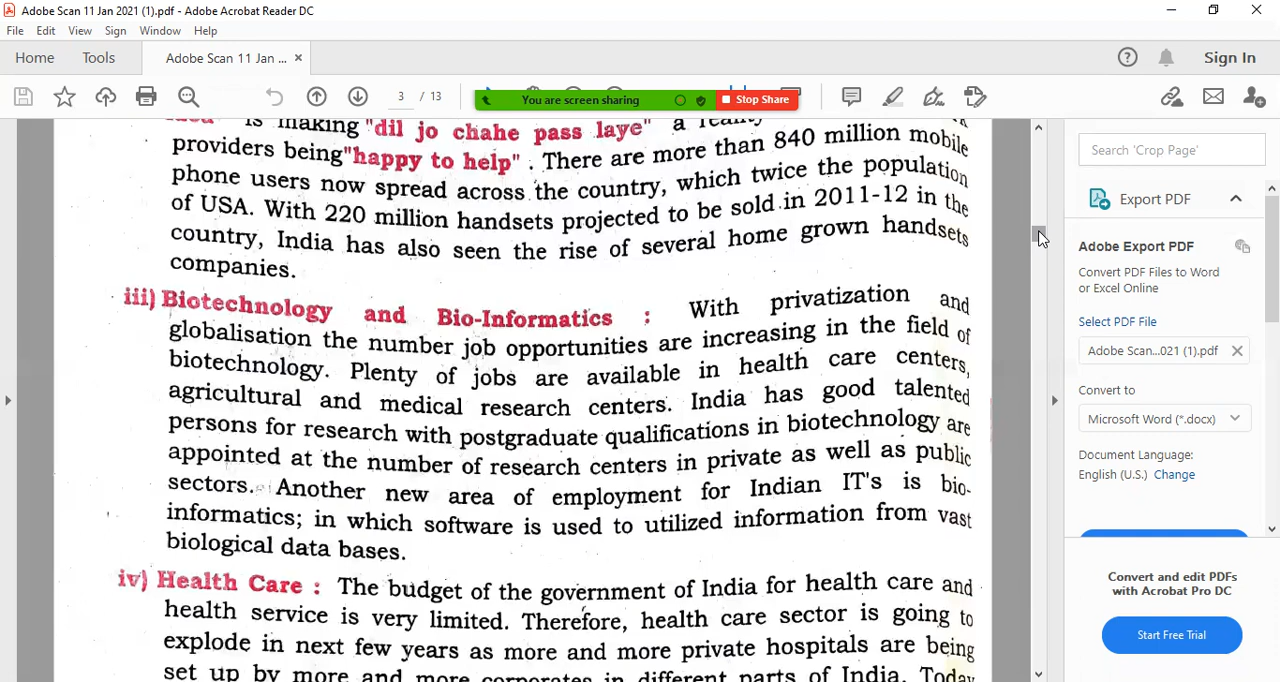 Adobe Scan 11 Jan 2021 (1).pdf - Adobe Acrobat Reader DC
File Edit View Sign Window Help
Home Tools Adobe Scan 11 Jan ... × Sign In
3 / 13 You are screen sharing Stop Share
is making "dil jo chahe pass laye" a reality
providers being "happy to help" . There are more than 840 million mobile
phone users now spread across the country, which twice the population
of USA. With 220 million handsets projected to be sold in 2011-12 in the
country, India has also seen the rise of several home grown handsets
companies.
iii) Biotechnology and Bio-Informatics : With privatization and
globalisation the number job opportunities are increasing in the field of
biotechnology. Plenty of jobs are available in health care centers,
agricultural and medical research centers. India has good talented
persons for research with postgraduate qualifications in biotechnology are
appointed at the number of research centers in private as well as public
sectors. Another new area of employment for Indian IT's is bio-
informatics; in which software is used to utilized information from vast
biological data bases.
iv) Health Care : The budget of the government of India for health care and
health service is very limited. Therefore, health care sector is going to
explode in next few years as more and more private hospitals are being
set up by more and more corporates in different parts of India. Today
Search 'Crop Page'
Export PDF
Adobe Export PDF
Convert PDF Files to Word
or Excel Online
Select PDF File
Adobe Scan...021 (1).pdf
Convert to
Microsoft Word (*.docx)
Document Language:
English (U.S.) Change
Convert and edit PDFs
with Acrobat Pro DC
Start Free Trial